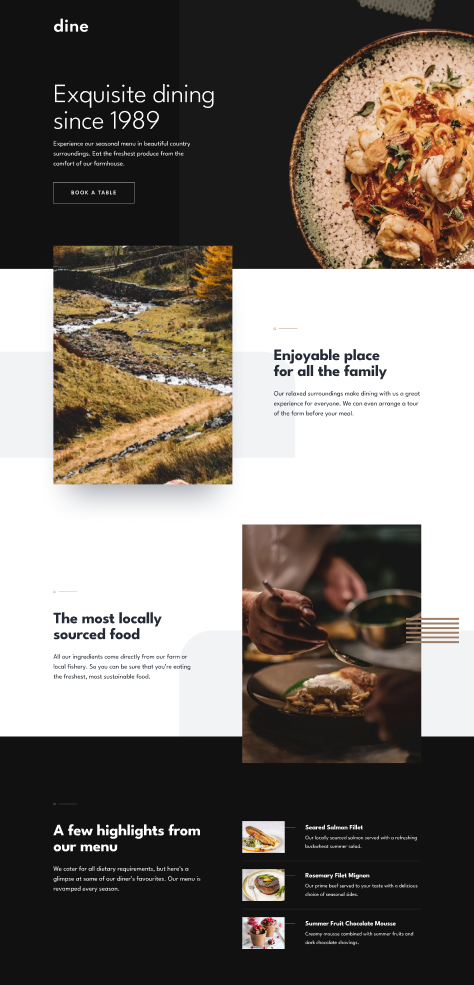 dine
Exquisite dining
since 1989
Experience our seasonal menu in beautiful country
surroundings. Eat the freshest produce from the
comfort of our farmhouse.
BOOK A TABLE
Enjoyable place
for all the family
Our relaxed surroundings make dining with us a great
experience for everyone. We can even arrange a tour
of the farm before your meal.
The most locally
sourced food
All our ingredients come directly from our farm or
local fishery. So you can be sure that you're eating
the freshest, most sustainable food.
A few highlights from
our menu
We cater for all dietary requirements, but here's a
glimpse at some of our diner's favourites. Our menu is
revamped every season.
Seared Salmon Fillet
Our locally sourced salmon served with a refreshing
buckwheat summer salad.
Rosemary Filet Mignon
Our prime beef served to your taste with a delicious
choice of seasonal sides.
Summer Fruit Chocolate Mousse
Creamy mousse combined with summer fruits and
dark chocolate shavings.